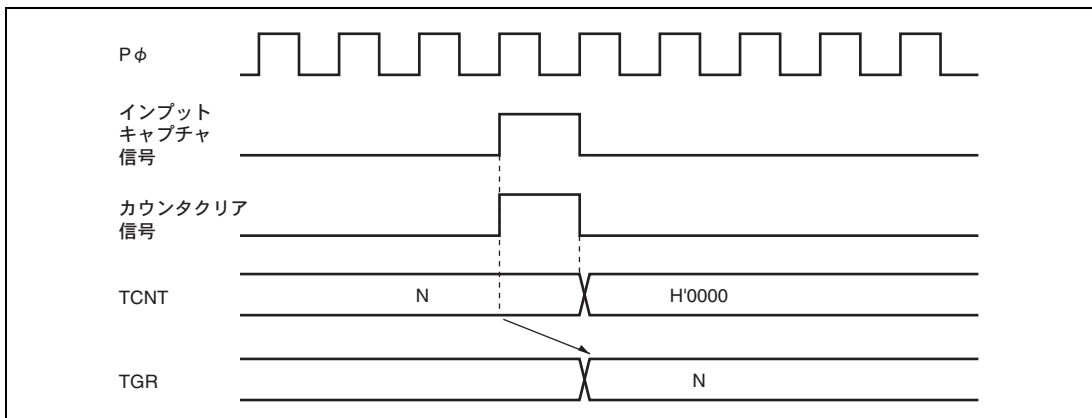 Pφ
インプット
キャプチャ
信号
カウンタクリア
信号
TCNT
N
H'0000
TGR
N